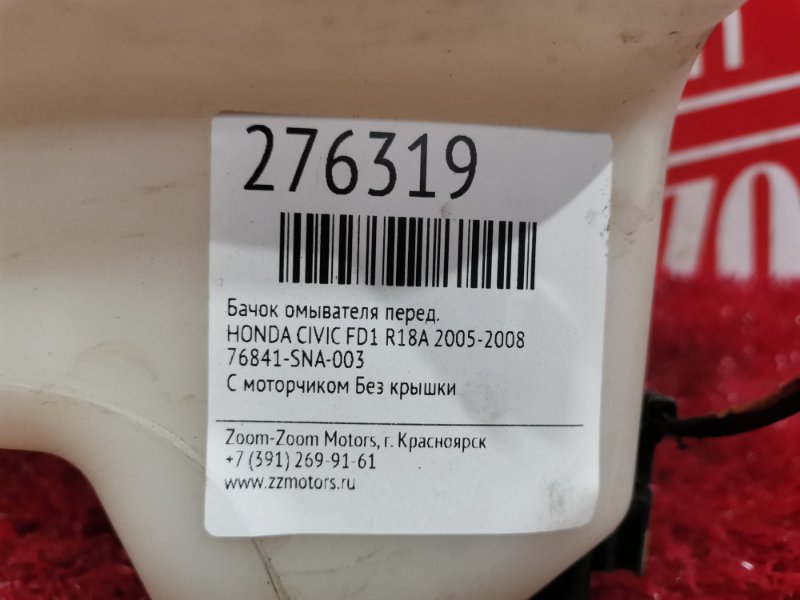 276319
Бачок омывателя перед.
HONDA CIVIC FD1 R18A 2005-2008
76841-SNA-003
С моторчиком Без крышки
Zoom-Zoom Motors, г. Красноярск
+7 (391) 269-91-61
www.zzmotors.ru
70